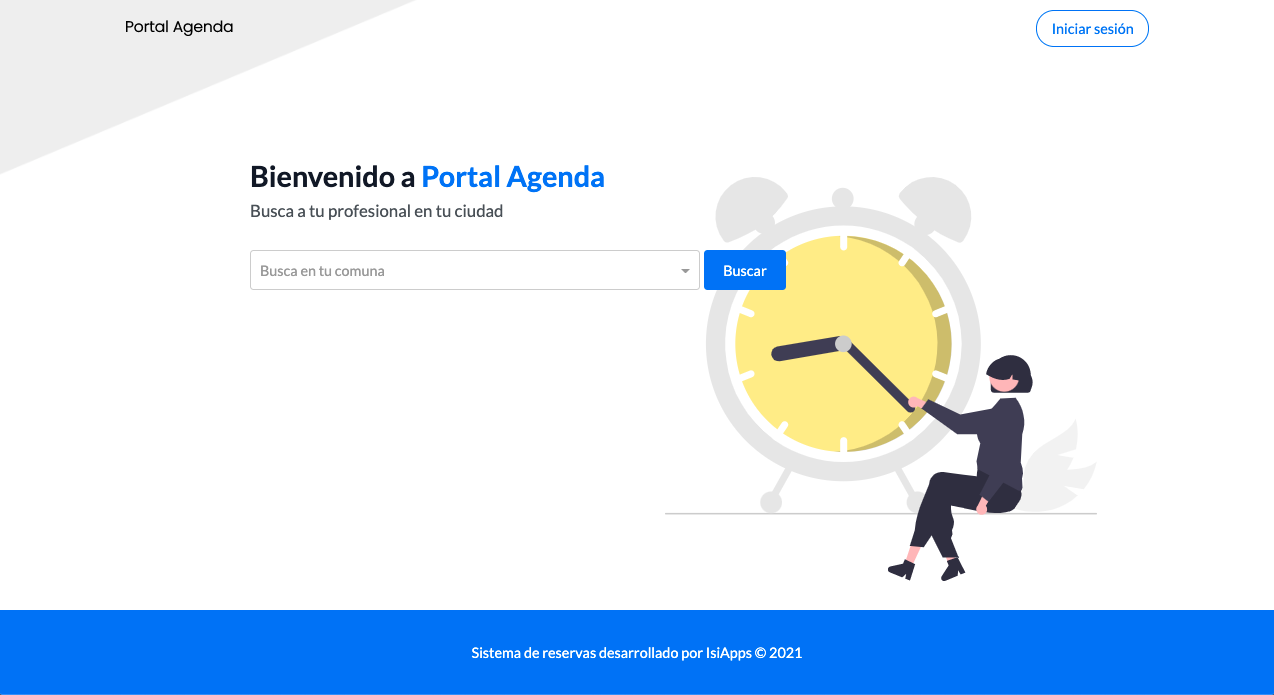 Portal Agenda
Iniciar sesión
Bienvenido a Portal Agenda
Busca a tu profesional en tu ciudad
Busca en tu comuna
Buscar
Sistema de reservas desarrollado por IsiApps © 2021